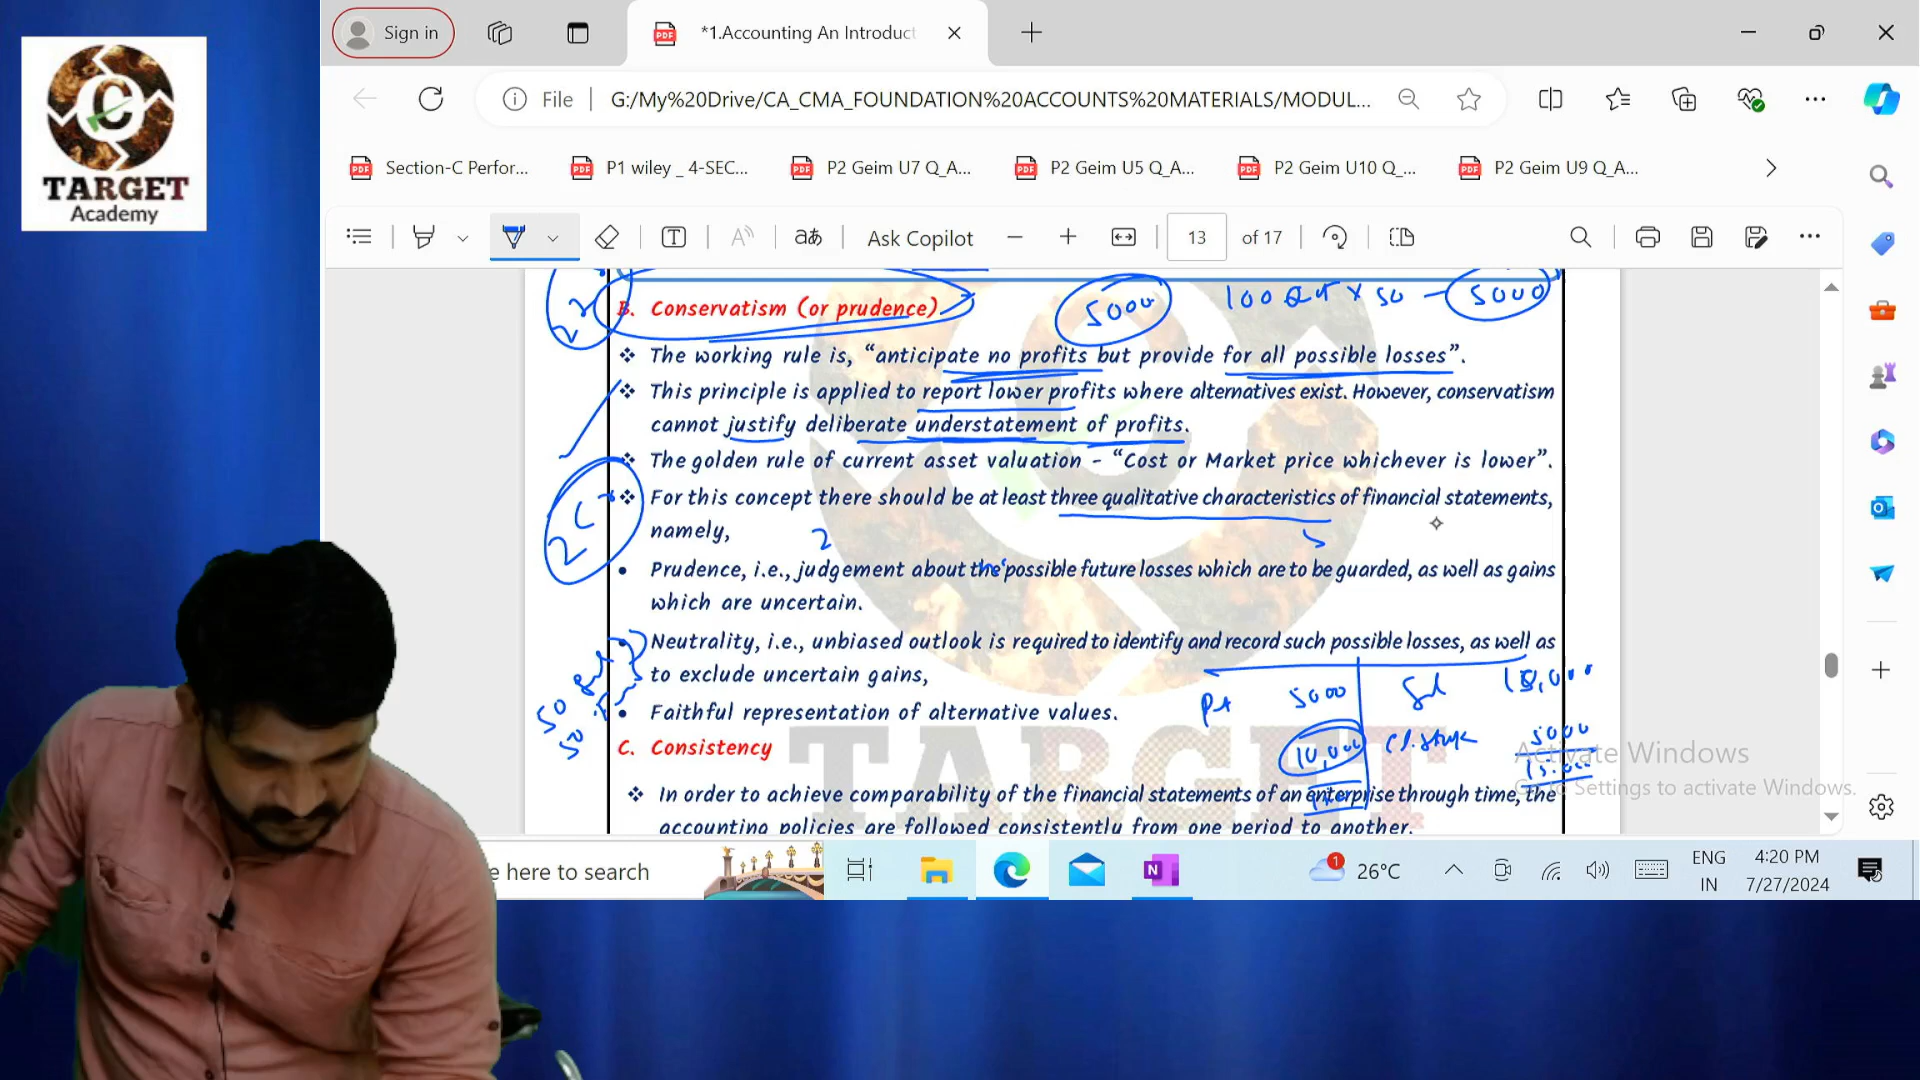 Sign in
*1.Accounting An Introduct
File
G:/My%20Drive/CA_CMA_FOUNDATION%20ACCOUNTS%20MATERIALS/MODUL...
C
TARGET
Academy
Section-C Perfor...
P1 wiley _ 4-SEC...
P2 Geim U7 Q_A...
P2 Geim U5 Q_A...
P2 Geim U10 Q_...
P2 Geim U9 Q_A...
Ask Copilot
13
of 17
B. Conservatism (or prudence)
5000
5000
❖ The working rule is, “anticipate no profits but provide for all possible losses”.
❖ This principle is applied to report lower profits where alternatives exist. However, conservatism
cannot justify deliberate understatement of profits.
❖ The golden rule of current asset valuation - “Cost or Market price whichever is lower”.
❖ For this concept there should be at least three qualitative characteristics of financial statements,
namely,
• Prudence, i.e., judgement about the possible future losses which are to be guarded, as well as gains
which are uncertain.
• Neutrality, i.e., unbiased outlook is required to identify and record such possible losses, as well as
to exclude uncertain gains,
5000
• Faithful representation of alternative values.
10,000
5000
C. Consistency
❖ In order to achieve comparability of the financial statements of an enterprise through time, the
accounting policies are followed consistently from one period to another.
TARGET
Activate Windows
Go to Settings to activate Windows.
e here to search
1
26°C
ENG
IN
4:20 PM
7/27/2024